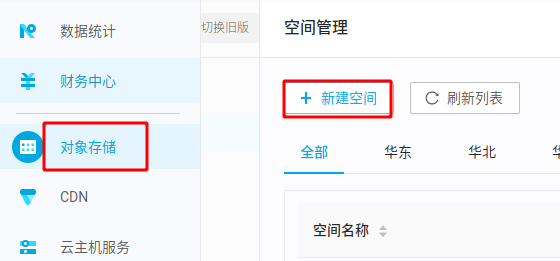 数据统计
财务中心
对象存储
CDN
云主机服务
切换旧版
空间管理
新建空间
刷新列表
全部
华东
华北
空间名称